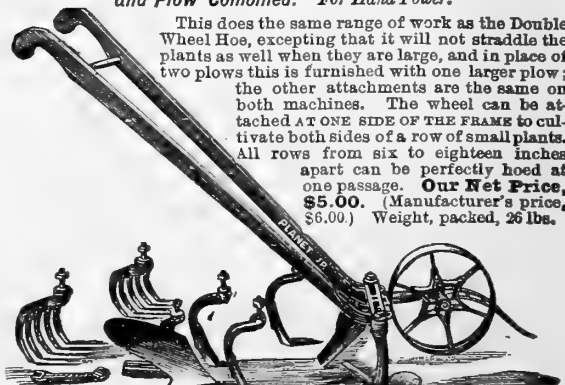 and Plow Combined. For Hand Power.
This does the same range of work as the Double
Wheel Hoe, excepting that it will not straddle the
plants as well when they are large, and in place of
two plows this is furnished with one larger plow;
the other attachments are the same on
both machines. The wheel can be at-
tached AT ONE SIDE OF THE FRAME to cul-
tivate both sides of a row of small plants.
All rows from six to eighteen inches
apart can be perfectly hoed at
one passage. Our Net Price,
$5.00. (Manufacturer's price,
$6.00.) Weight, packed, 26 lbs.
PLANET JR.